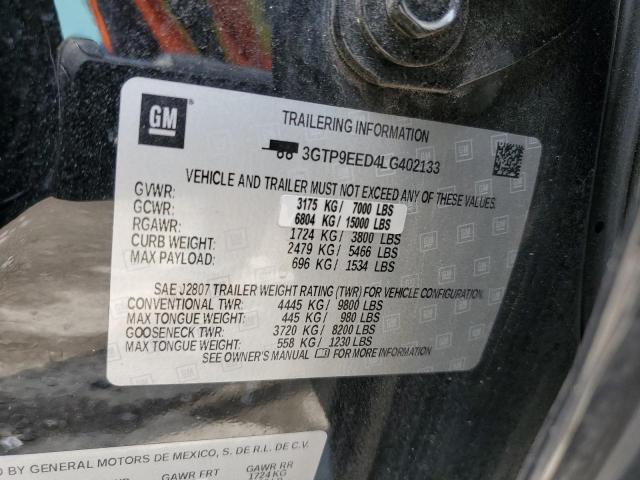 GM
TRAILERING INFORMATION
3GTP9EED4LG402133
VEHICLE AND TRAILER MUST NOT EXCEED ANY OF THESE VALUES
GVWR: 3175 KG / 7000 LBS
GCWR: 6804 KG / 15000 LBS
RGAWR: 1724 KG / 3800 LBS
CURB WEIGHT: 2479 KG / 5466 LBS
MAX PAYLOAD: 696 KG / 1534 LBS
SAE J2807 TRAILER WEIGHT RATING (TWR) FOR VEHICLE CONFIGURATION.
CONVENTIONAL TWR: 4445 KG / 9800 LBS
MAX TONGUE WEIGHT: 445 KG / 980 LBS
GOOSENECK TWR: 3720 KG / 8200 LBS
MAX TONGUE WEIGHT: 558 KG / 1230 LBS
SEE OWNER'S MANUAL FOR MORE INFORMATION
BY GENERAL MOTORS DE MEXICO, S. DE R.L. DE C.V.
GAWR FRT GAWR RR
1724 KG